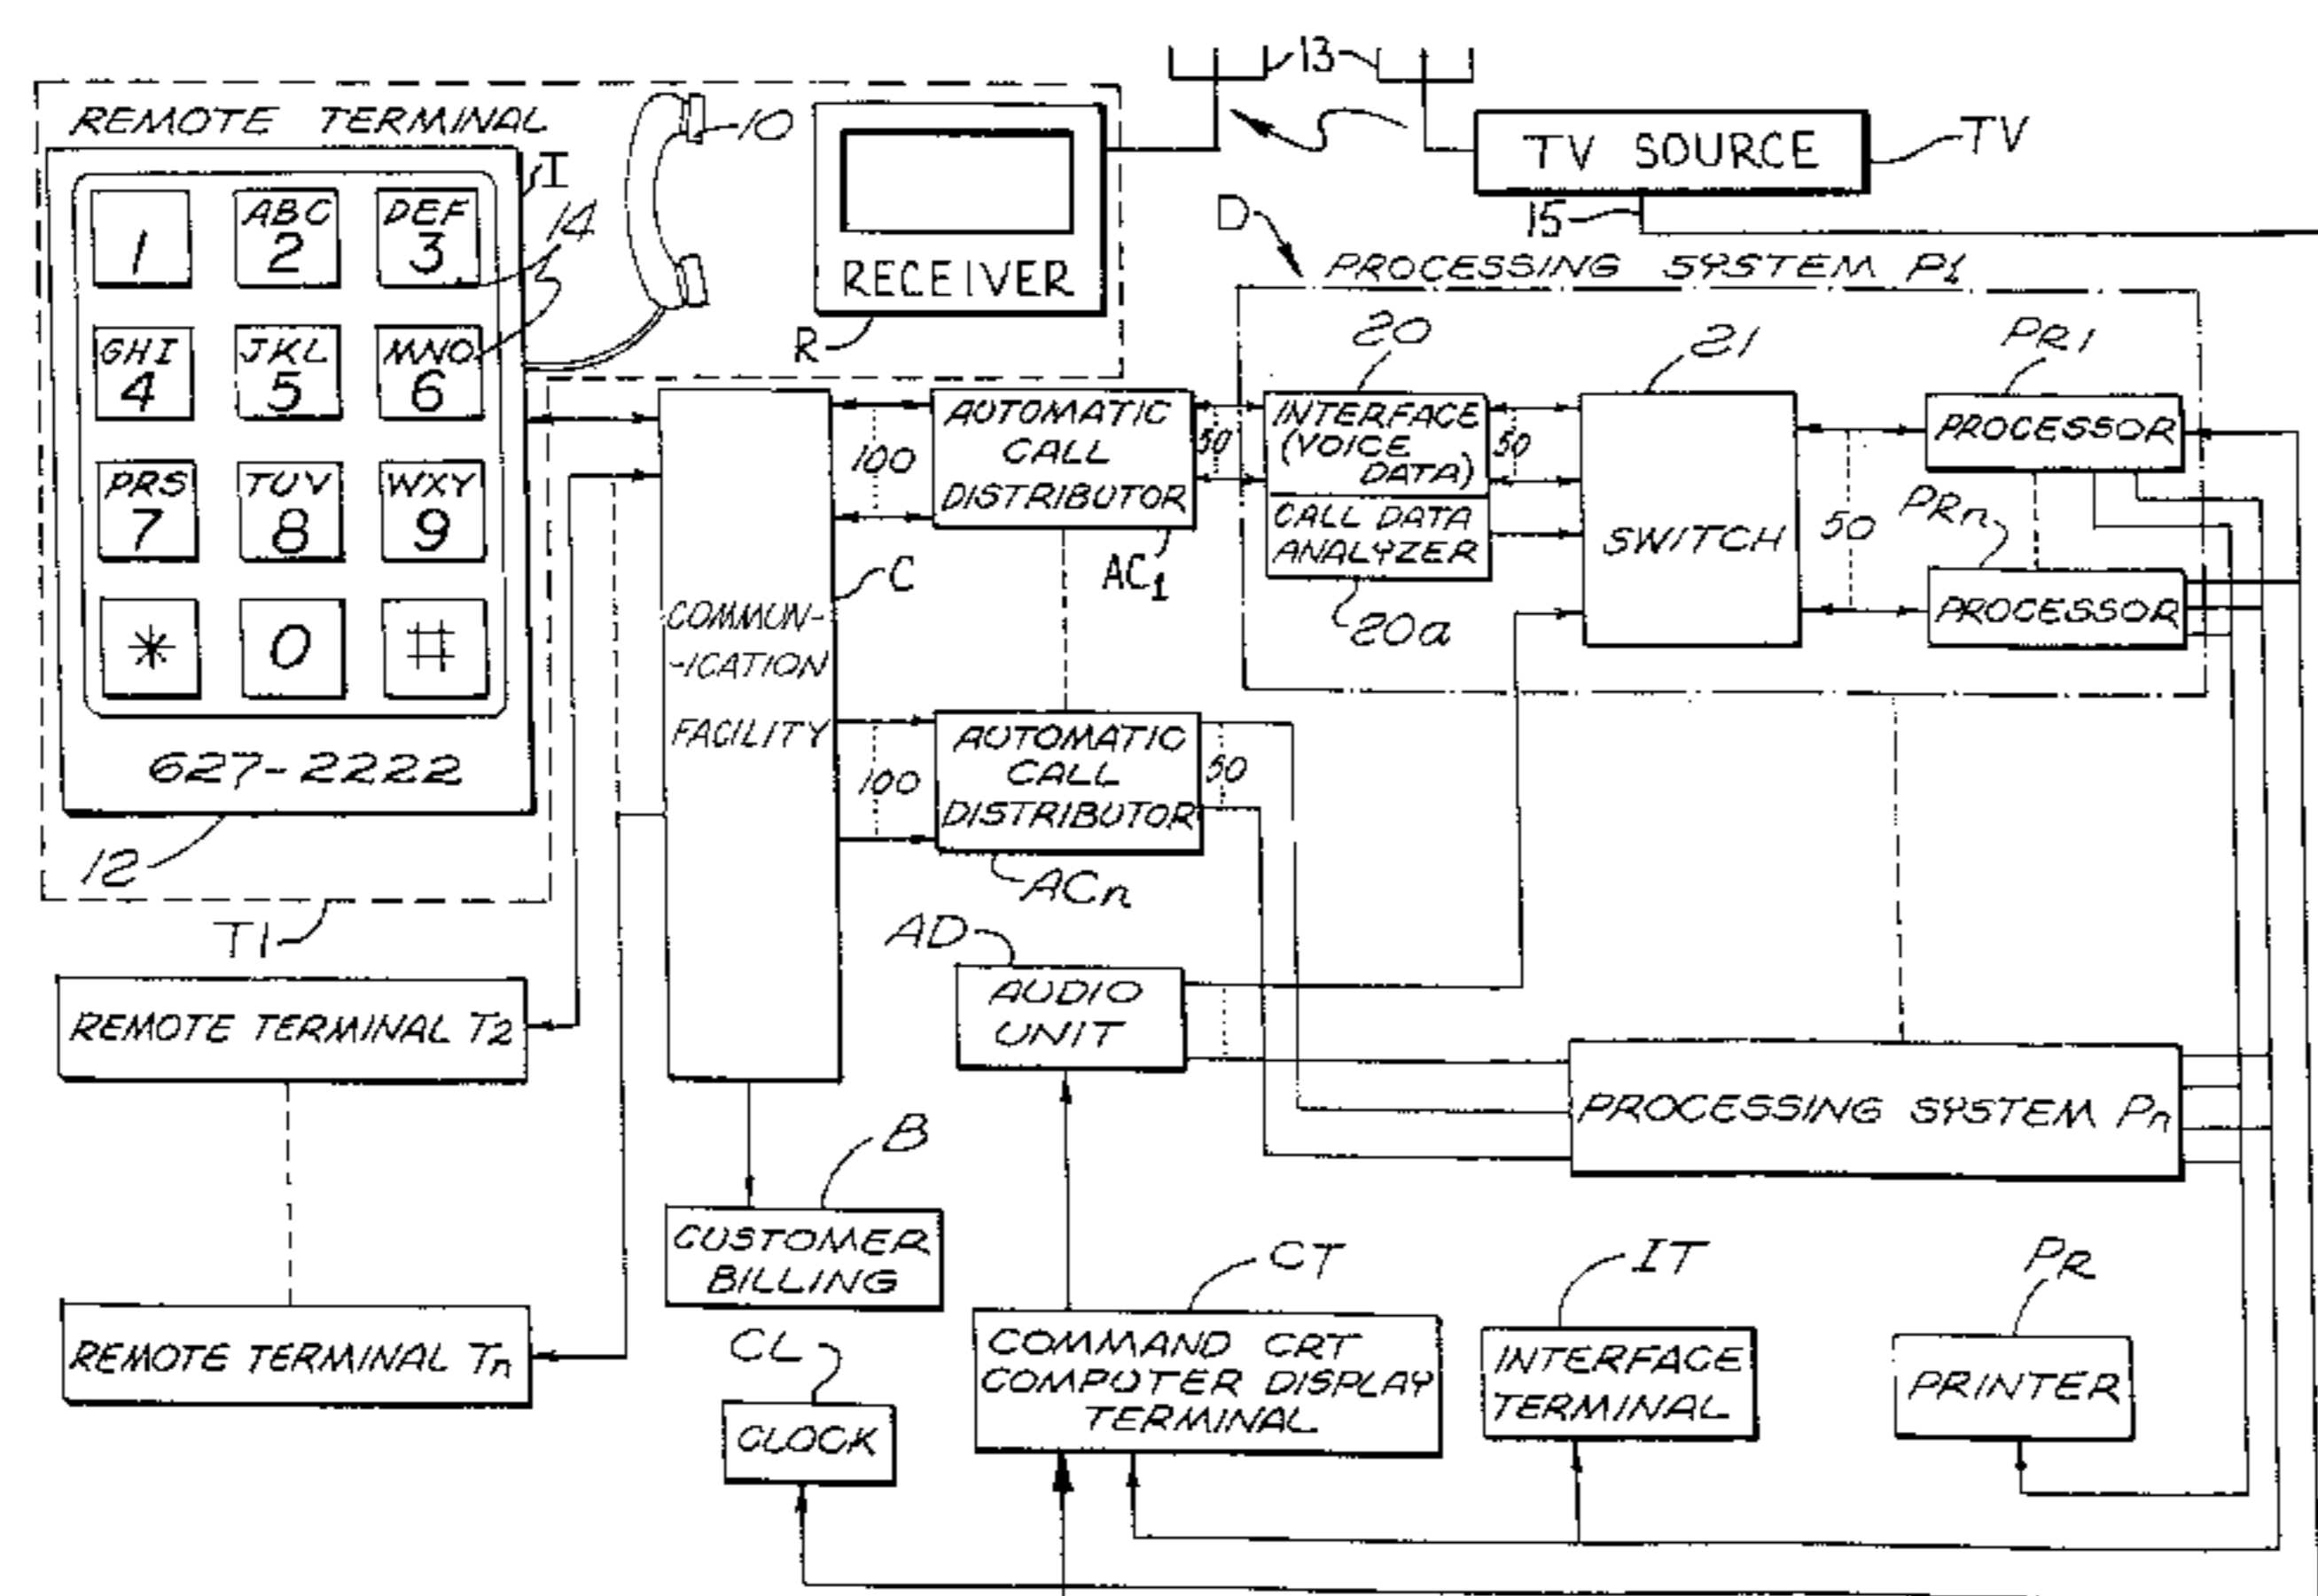 13
REMOTE TERMINAL
10
TV SOURCE
TV
I
RECEIVER
R
14
1
ABC
2
DEF
3
GHI
4
JKL
5
MNO
6
PRS
7
TUV
8
WXY
9
*
0
#
627-2222
12
T1
D
15
PROCESSING SYSTEM P1
20
21
PR1
INTERFACE
(VOICE
DATA)
CALL DATA
ANALYZER
20a
50
SWITCH
50
PROCESSOR
PRn
PROCESSOR
100
AUTOMATIC
CALL
DISTRIBUTOR
50
AC1
C
COMMUN-
-ICATION
FACILITY
100
AUTOMATIC
CALL
DISTRIBUTOR
50
ACn
AD
AUDIO
UNIT
REMOTE TERMINAL T2
PROCESSING SYSTEM Pn
B
CUSTOMER
BILLING
CT
IT
PR
REMOTE TERMINAL Tn
CL
CLOCK
COMMAND CRT
COMPUTER DISPLAY
TERMINAL
INTERFACE
TERMINAL
PRINTER